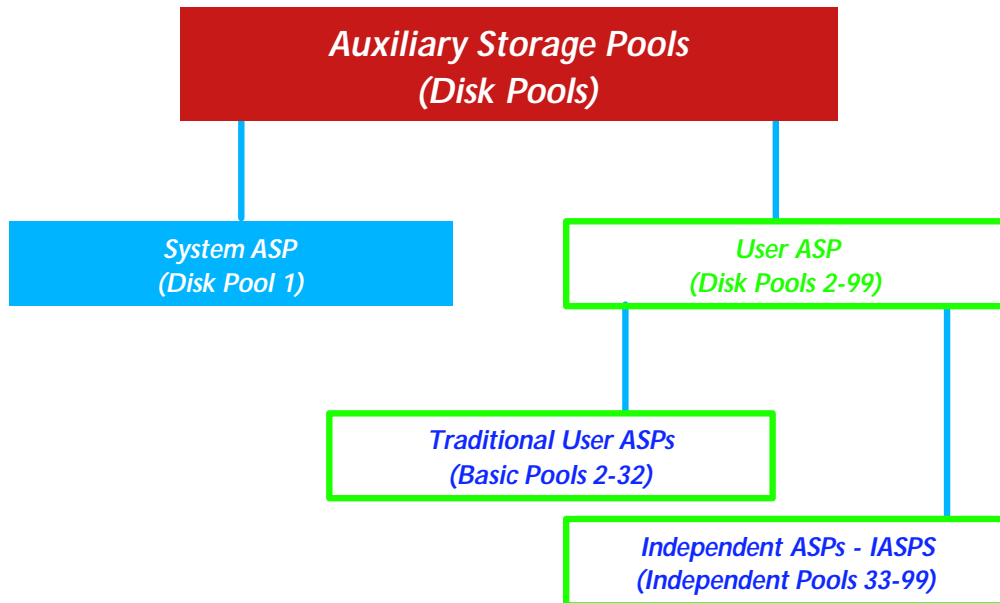 Auxiliary Storage Pools
(Disk Pools)
System ASP
(Disk Pool 1)
User ASP
(Disk Pools 2-99)
Traditional User ASPs
(Basic Pools 2-32)
Independent ASPs - IASPS
(Independent Pools 33-99)